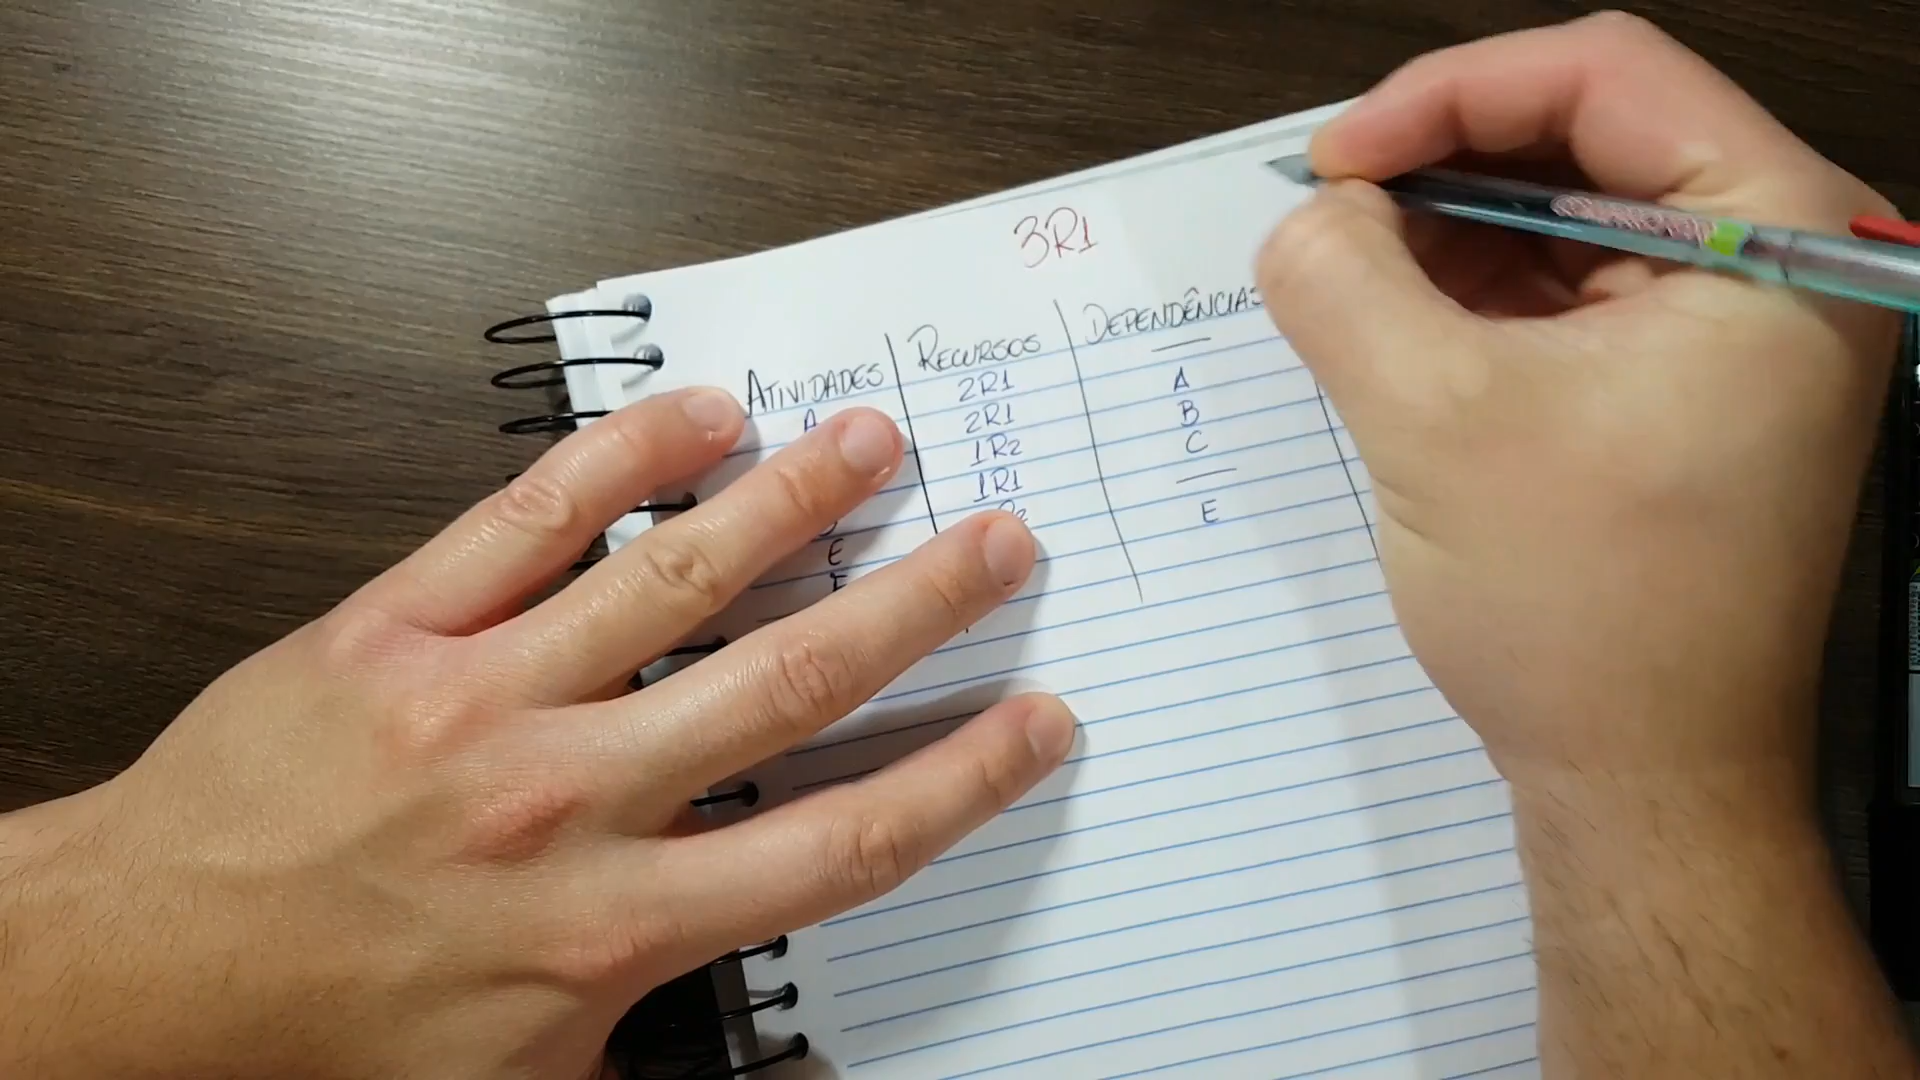 3R1
ATIVIDADES RECURSOS DEPENDÊNCIAS
A 2R1 —
2R1 A
1R2 B
1R1 C
E —
F E